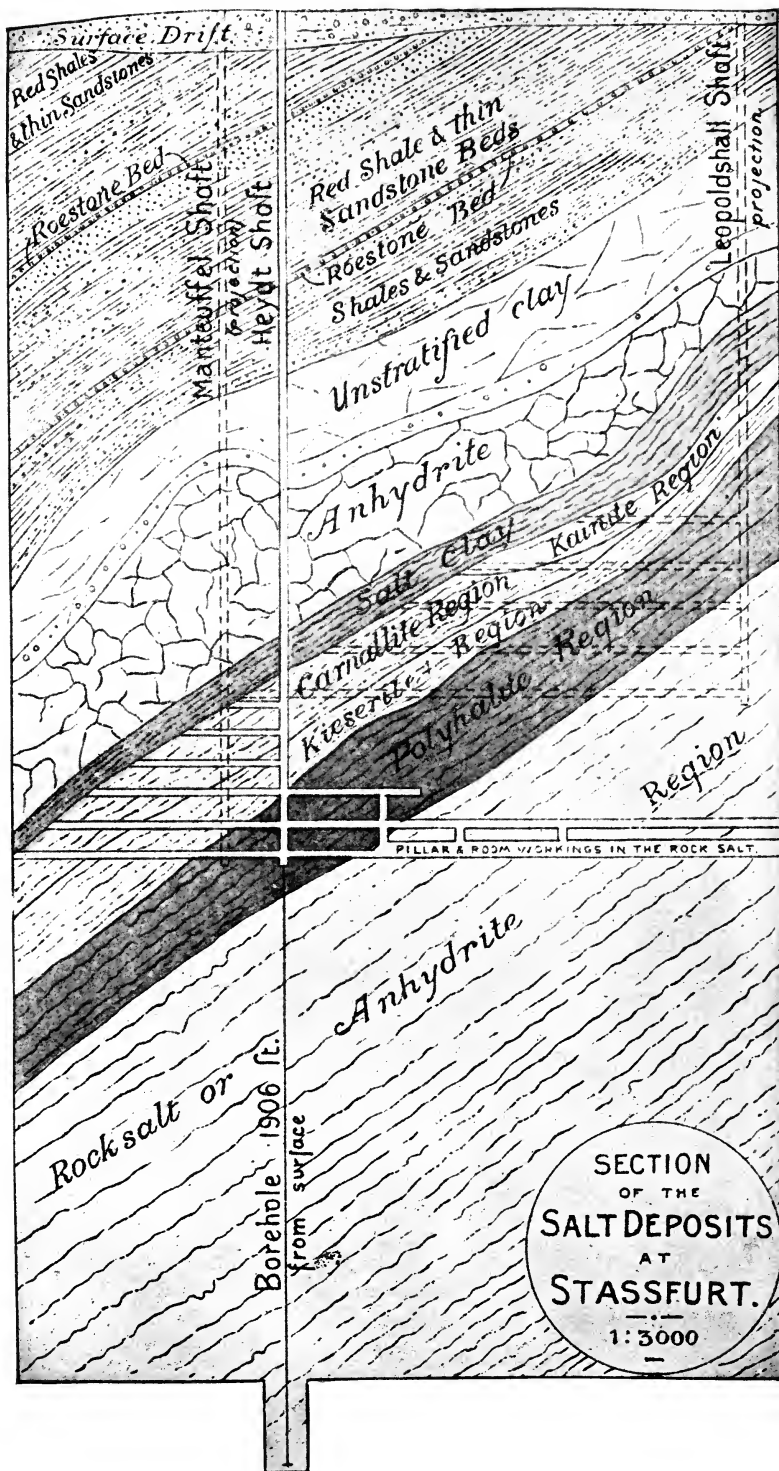 Surface Drift
Red Shales
& thin Sandstones
Roestone Bed
Manteuffel Shaft
(projection)
Heydt Shaft
Red Shale & thin
Sandstone Beds
Roestone Bed
Shales & Sandstones
Leopoldshall Shaft
projection
Unstratified clay
Anhydrite
Salt Clay
Kainite Region
Carnallite Region
Kieserite Region
Polyhalite Region
Region
PILLAR & ROOM WORKINGS IN THE ROCK SALT.
Anhydrite
Rocksalt or
Borehole 1906 ft.
from surface
SECTION
OF THE
SALT DEPOSITS
AT
STASSFURT.
1:3000